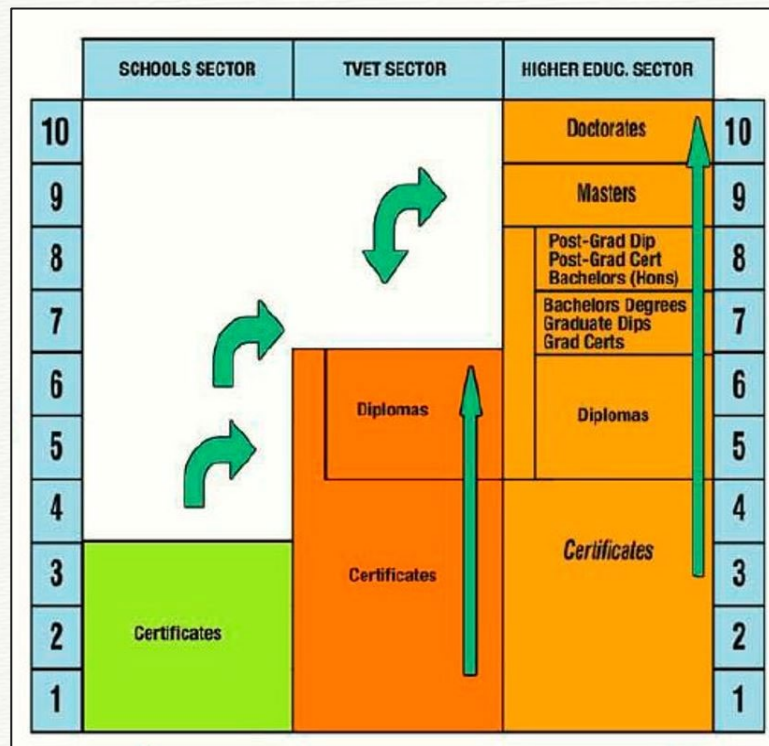 SCHOOLS SECTOR
TVET SECTOR
HIGHER EDUC. SECTOR
10
Doctorates
10
9
Masters
9
8
Post-Grad Dip
Post-Grad Cert
Bachelors (Hons)
8
7
Bachelors Degrees
Graduate Dips
Grad Certs
7
6
Diplomas
Diplomas
6
5
5
4
4
3
Certificates
Certificates
3
2
Certificates
2
1
1